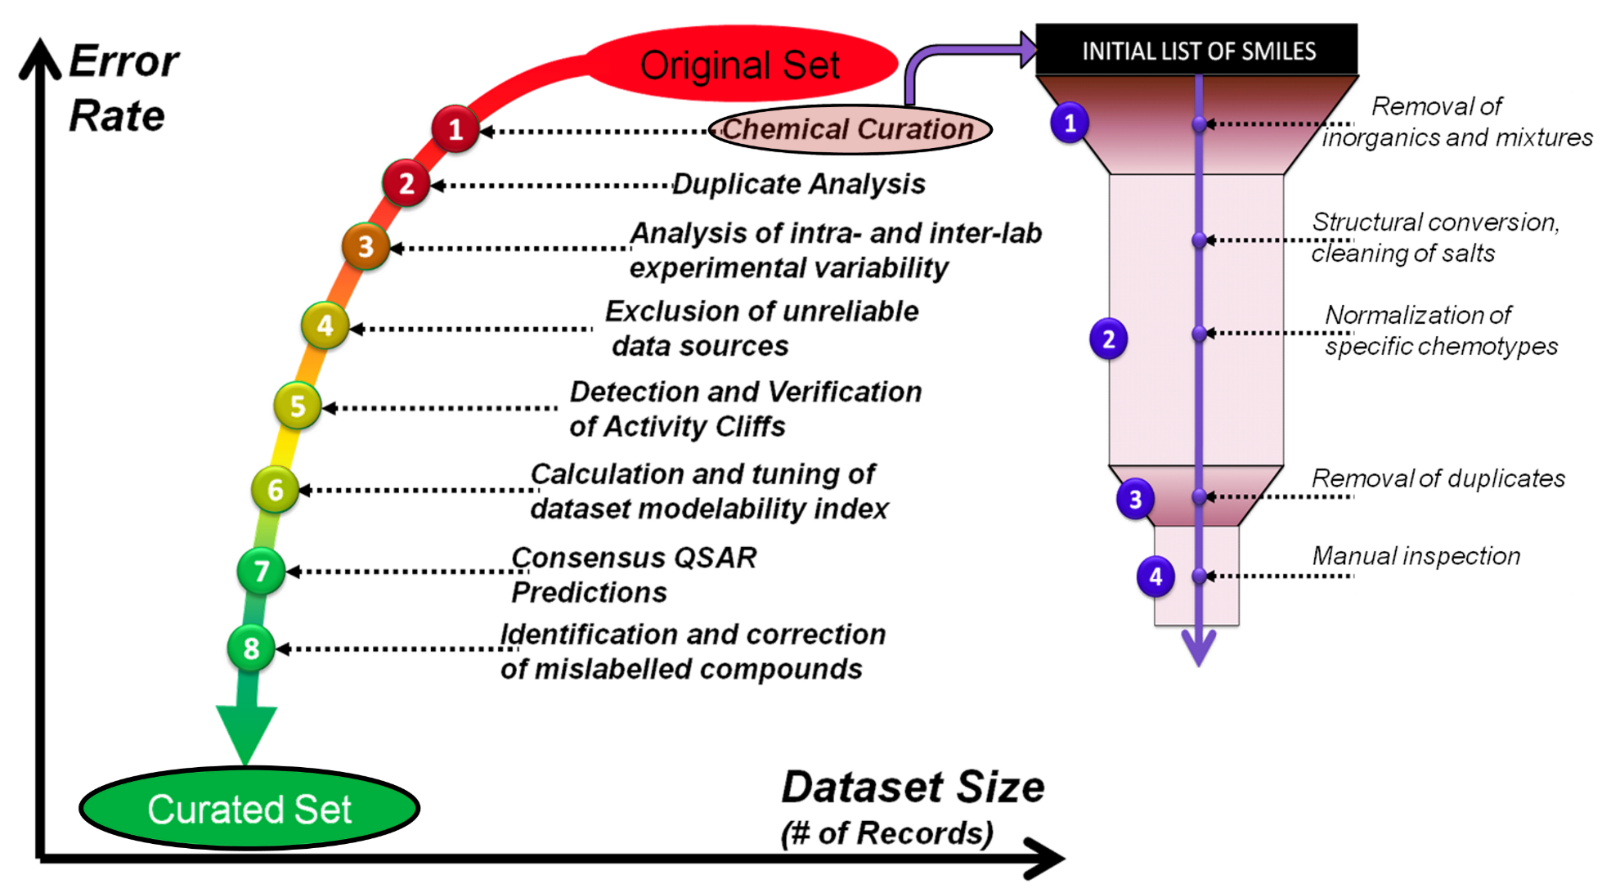 Error
Rate
Original Set
1
Chemical Curation
2
Duplicate Analysis
3
Analysis of intra- and inter-lab
experimental variability
4
Exclusion of unreliable
data sources
5
Detection and Verification
of Activity Cliffs
6
Calculation and tuning of
dataset modelability index
7
Consensus QSAR
Predictions
8
Identification and correction
of mislabelled compounds
Curated Set
Dataset Size
(# of Records)
INITIAL LIST OF SMILES
1
Removal of
inorganics and mixtures
Structural conversion,
cleaning of salts
2
Normalization of
specific chemotypes
3
Removal of duplicates
4
Manual inspection